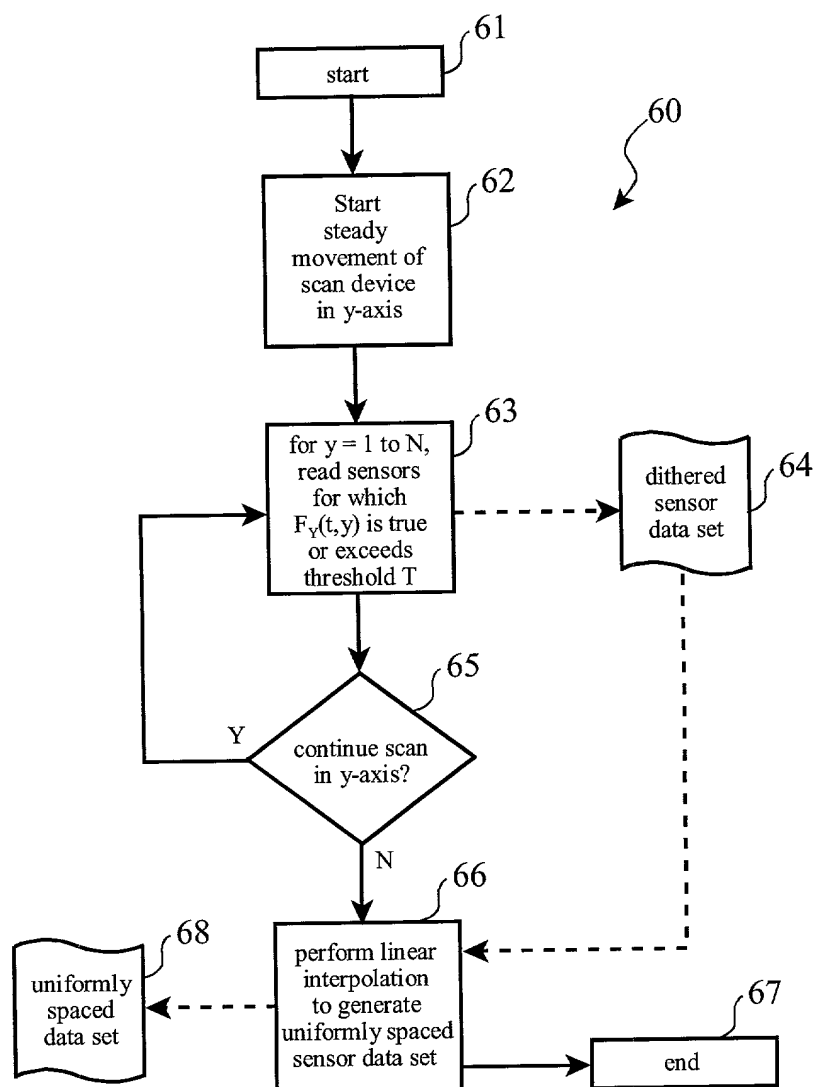 61
start
60
62
Start
steady
movement of
scan device
in y-axis
63
for y = 1 to N,
read sensors
for which
F_Y(t,y) is true
or exceeds
threshold T
64
dithered
sensor
data set
65
Y
continue scan
in y-axis?
N
66
68
uniformly
spaced
data set
perform linear
interpolation
to generate
uniformly spaced
sensor data set
67
end